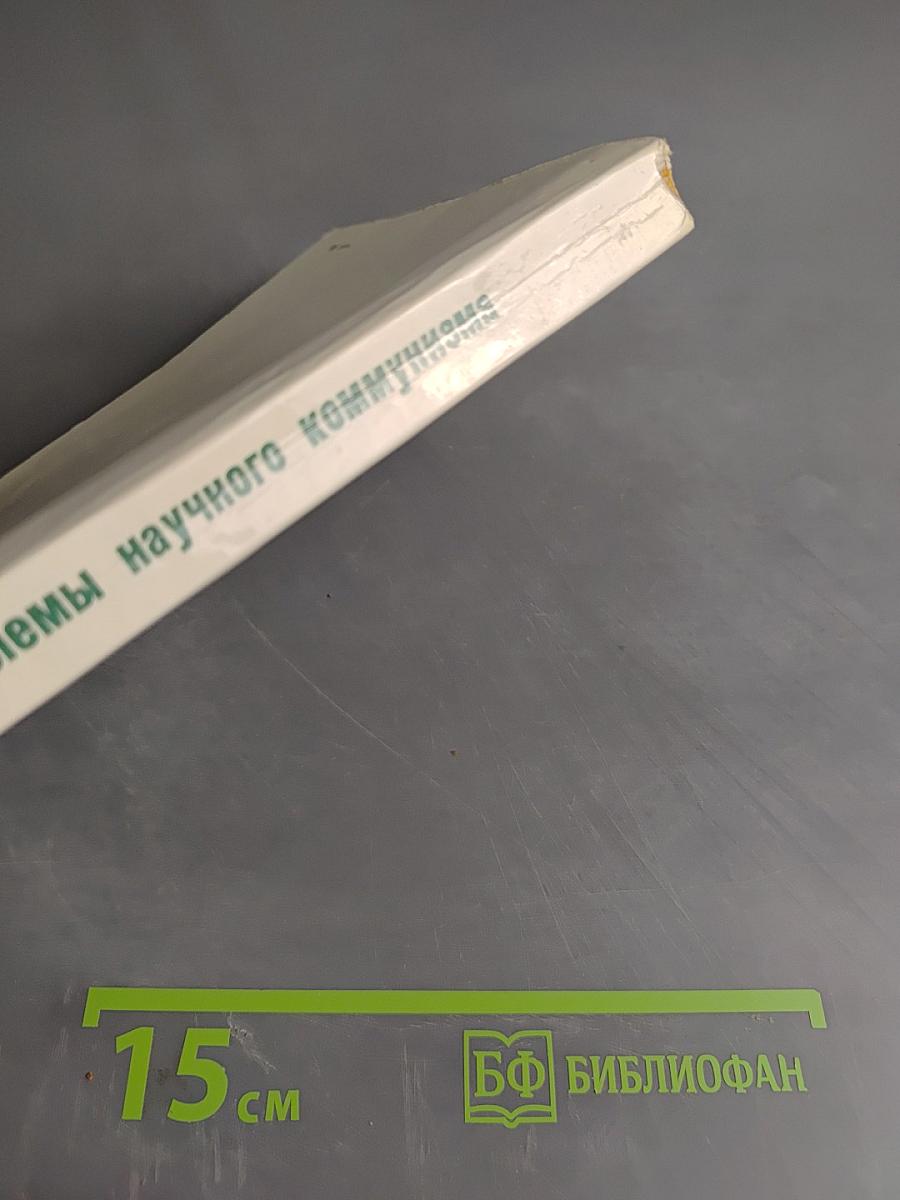 лемы научного коммунизма
15 см
БФ БИБЛИОФАН